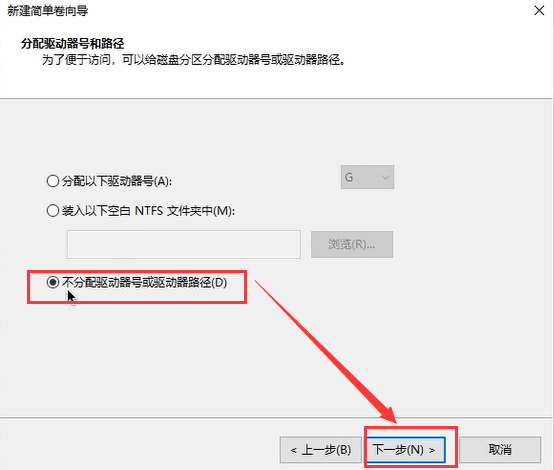 新建简单卷向导
分配驱动器号和路径
为了便于访问，可以给磁盘分区分配驱动器号或驱动器路径。
分配以下驱动器号(A):
G
装入以下空白 NTFS 文件夹中(M):
浏览(R)...
不分配驱动器号或驱动器路径(D)
< 上一步(B)
下一步(N) >
取消